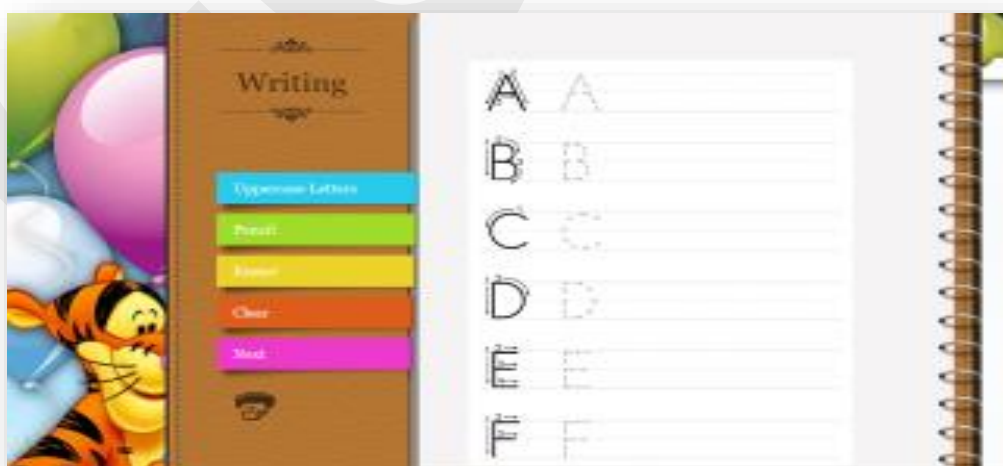 Writing
Uppercase Letters
Pencil
Eraser
Clear
Next
A A
B B
C C
D D
E E
F F